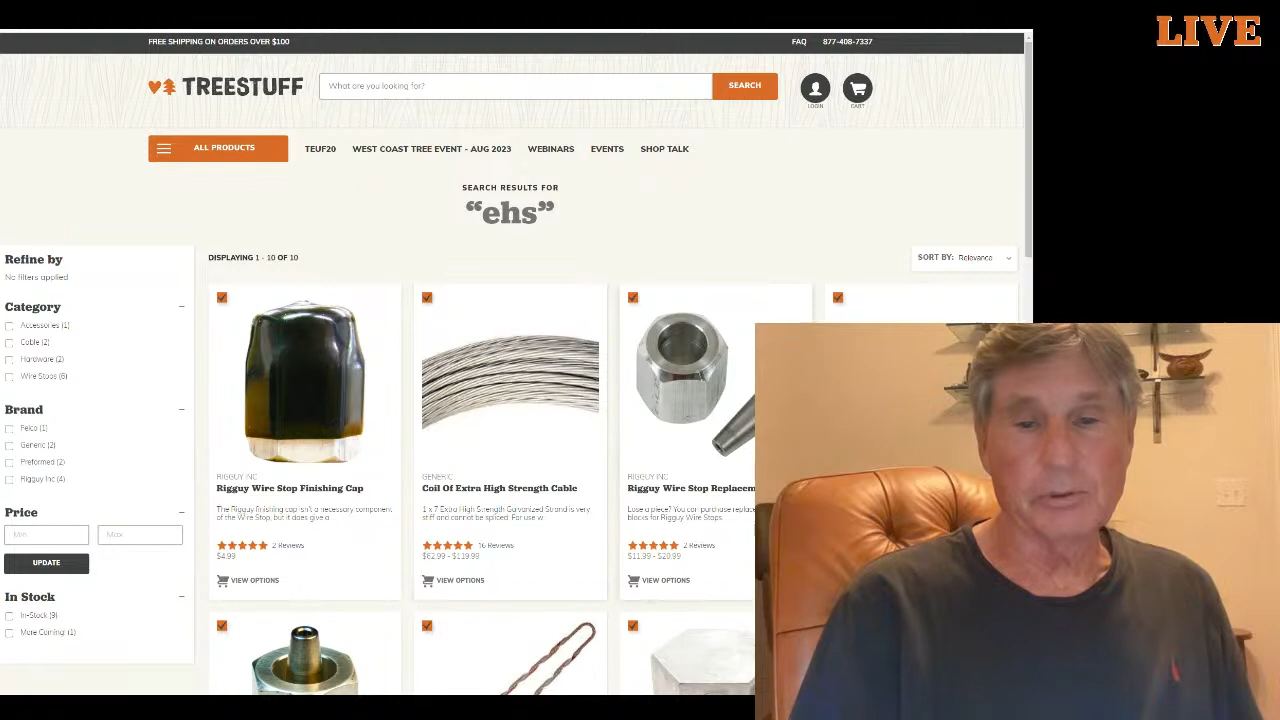 LIVE
FREE SHIPPING ON ORDERS OVER $100
FAQ 877-408-7337
TREESTUFF
What are you looking for?
SEARCH
LOGIN
CART
ALL PRODUCTS
TEUF20 WEST COAST TREE EVENT - AUG 2023 WEBINARS EVENTS SHOP TALK
SEARCH RESULTS FOR
“ehs”
Refine by
No filters applied
Category
Accessories (1)
Cable (2)
Hardware (2)
Wire Stops (6)
Brand
Pelco (1)
Generic (2)
Preformed (2)
Rigguy Inc (4)
Price
Min Max
UPDATE
In Stock
In-Stock (9)
More Coming! (1)
DISPLAYING 1 - 10 OF 10
SORT BY: Relevance
RIGGUY INC
Rigguy Wire Stop Finishing Cap
The Rigguy finishing cap isn't a necessary component
of the Wire Stop, but it does give a
2 Reviews
$4.99
VIEW OPTIONS
GENERIC
Coil Of Extra High Strength Cable
1 x 7 Extra High Strength Galvanized Strand is very
stiff and cannot be spliced. For use w
16 Reviews
$62.99 - $119.99
VIEW OPTIONS
RIGGUY INC
Rigguy Wire Stop Replacem
Lose a piece? You can purchase replace
blocks for Rigguy Wire Stops
2 Reviews
$11.99 - $20.99
VIEW OPTIONS